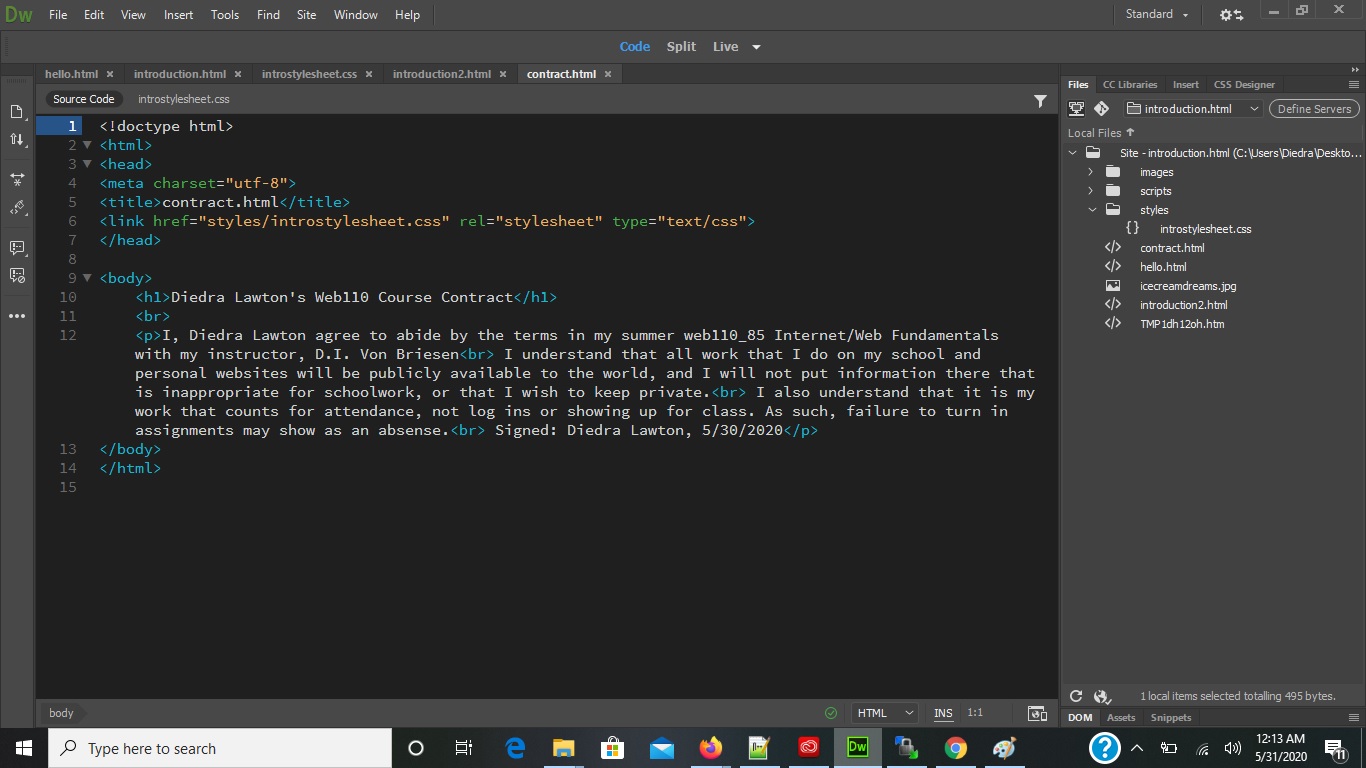 Dw File Edit View Insert Tools Find Site Window Help Standard
Code Split Live
hello.html × introduction.html × introstylesheet.css × introduction2.html × contract.html ×
Source Code introstylesheet.css
1 <!doctype html>
2 <html>
3 <head>
4 <meta charset="utf-8">
5 <title>contract.html</title>
6 <link href="styles/introstylesheet.css" rel="stylesheet" type="text/css">
7 </head>
8
9 <body>
10 <h1>Diedra Lawton's Web110 Course Contract</h1>
11 <br>
12 <p>I, Diedra Lawton agree to abide by the terms in my summer web110_85 Internet/Web Fundamentals
with my instructor, D.I. Von Briesen<br> I understand that all work that I do on my school and
personal websites will be publicly available to the world, and I will not put information there that
is inappropriate for schoolwork, or that I wish to keep private.<br> I also understand that it is my
work that counts for attendance, not log ins or showing up for class. As such, failure to turn in
assignments may show as an absense.<br> Signed: Diedra Lawton, 5/30/2020</p>
13 </body>
14 </html>
15
body HTML INS 1:1
Files CC Libraries Insert CSS Designer
introduction.html Define Servers
Local Files
Site - introduction.html (C:\Users\Diedra\Deskto...
images
scripts
styles
{} introstylesheet.css
</> contract.html
</> hello.html
icecreamdreams.jpg
</> introduction2.html
</> TMP1dh12oh.htm
1 local items selected totalling 495 bytes.
DOM Assets Snippets
Type here to search
Dw
12:13 AM
5/31/2020
11